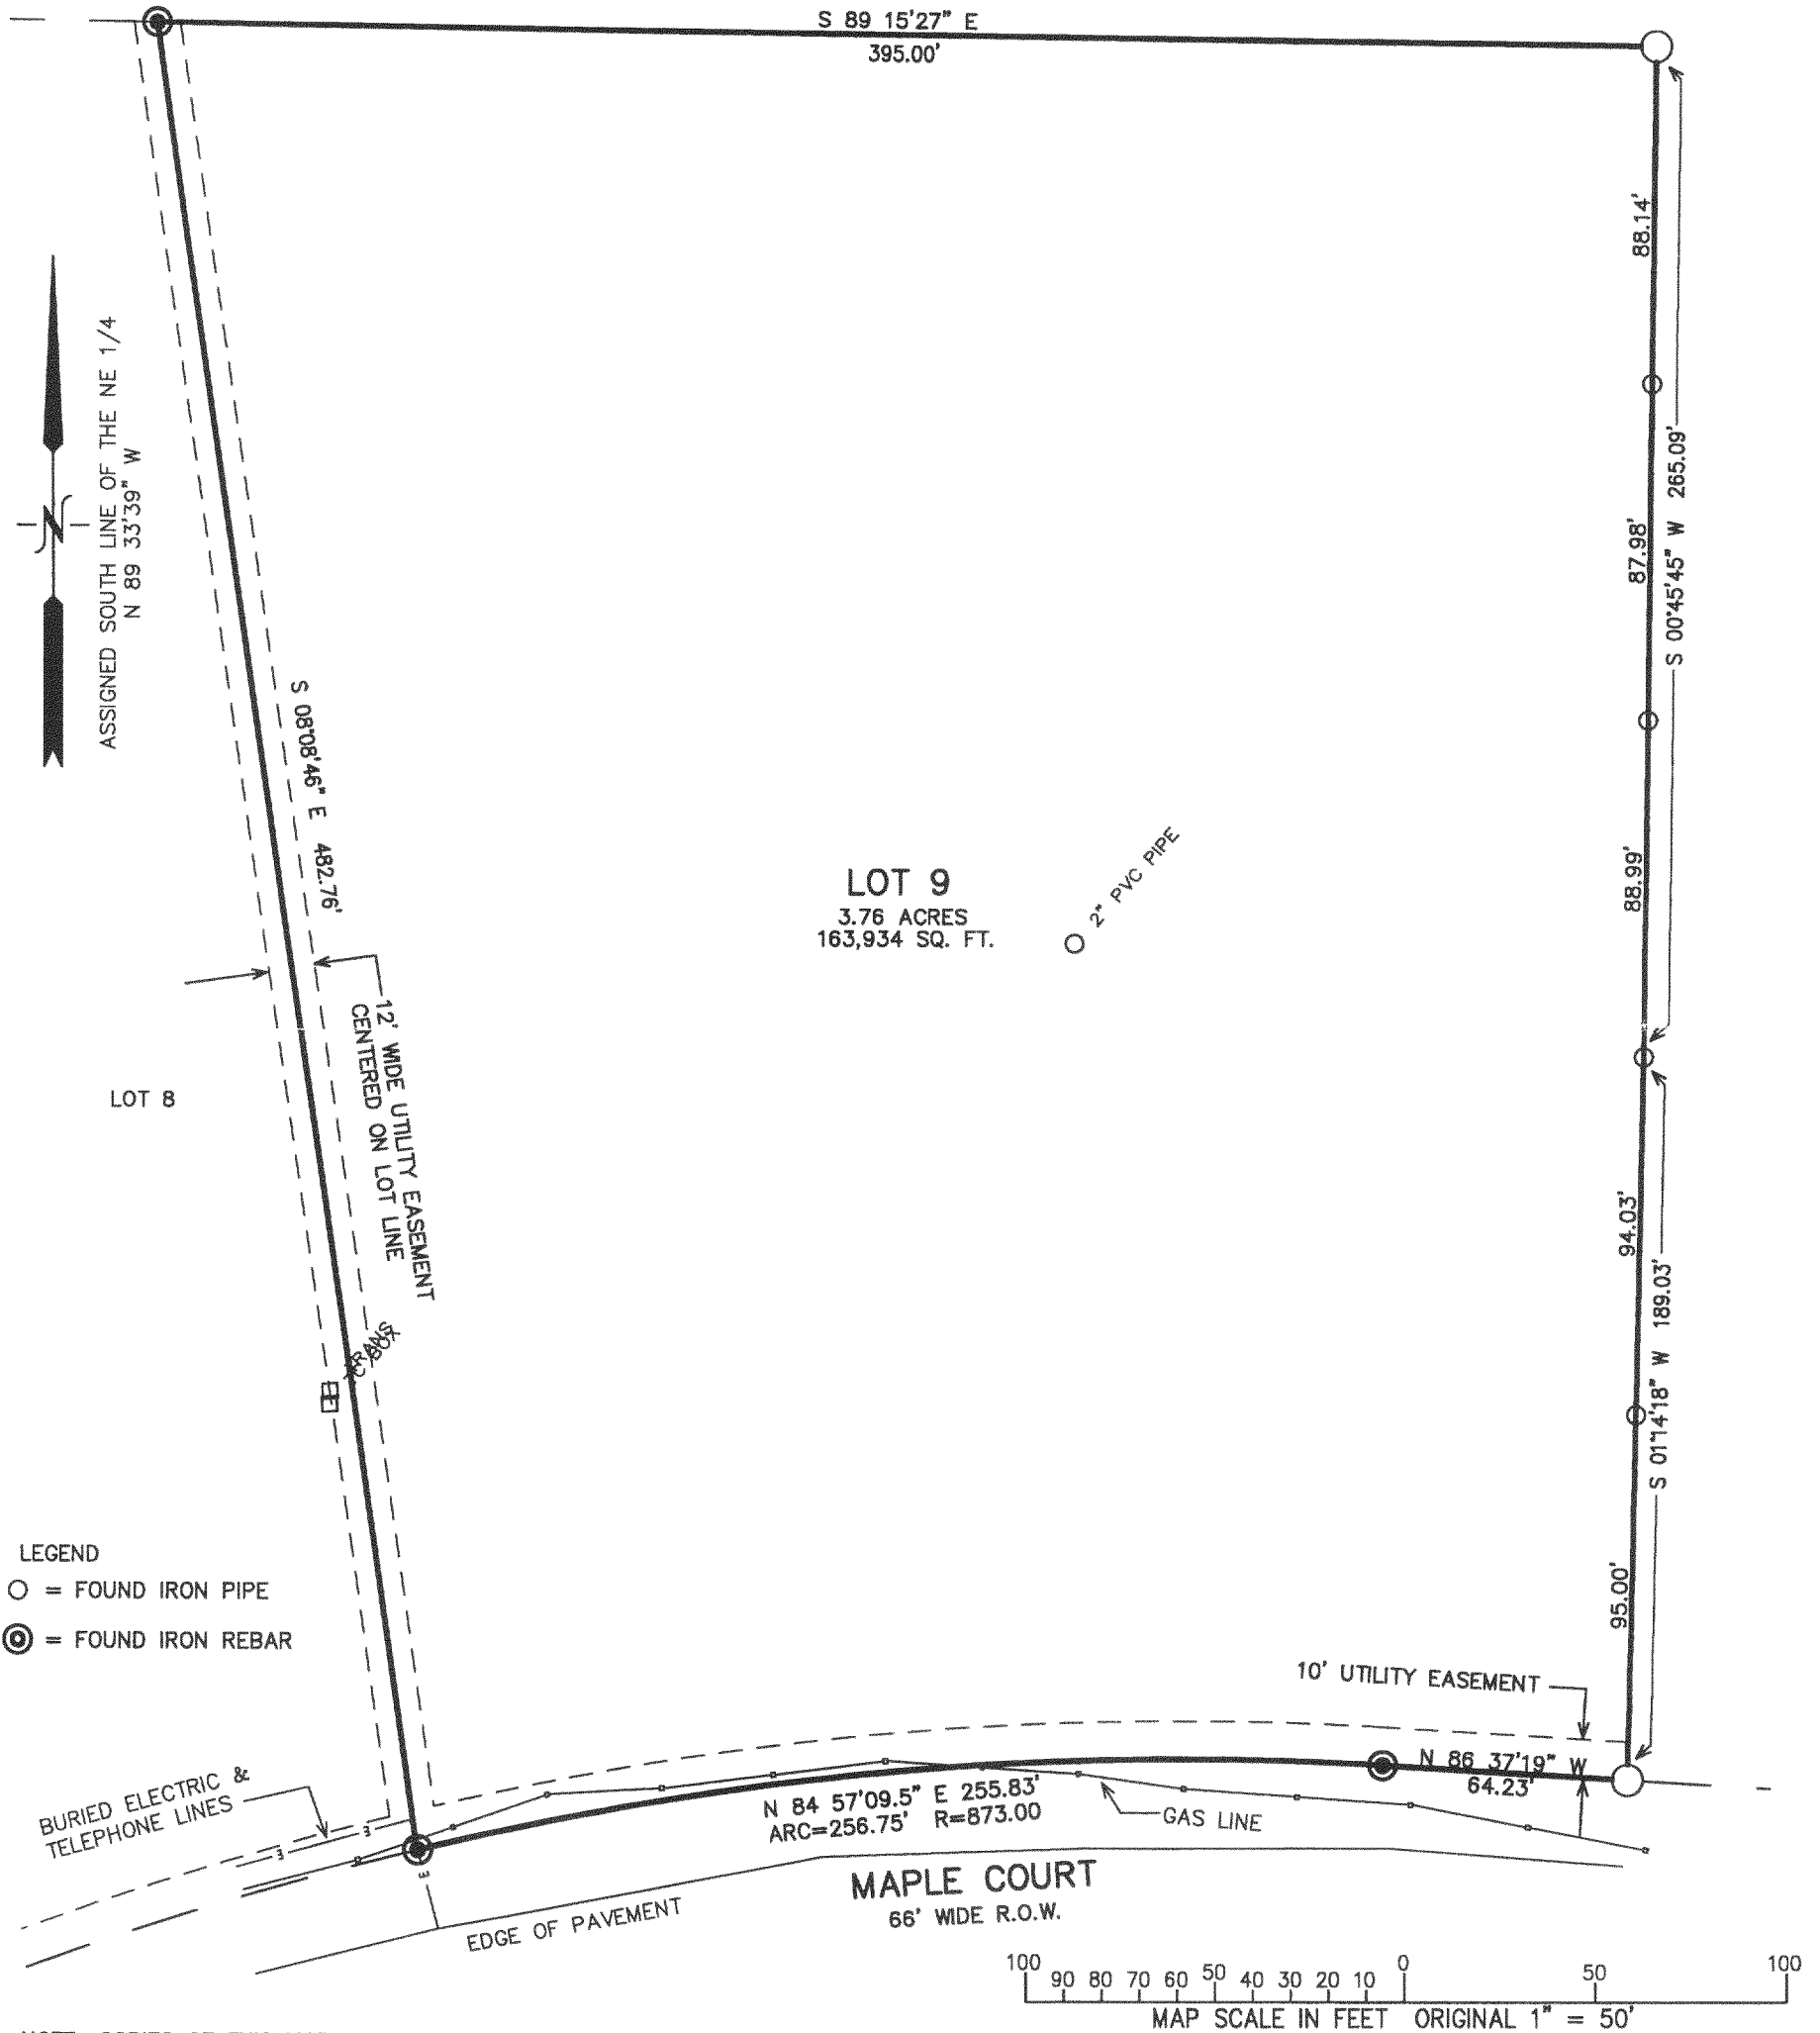 S 89 15'27" E
395.00'
88.14'
ASSIGNED SOUTH LINE OF THE NE 1/4
N 89 33'39" W
N
87.98'
S 00°45'45" W 265.09'
S 08°08'46" E 482.76'
LOT 9
3.76 ACRES
163,934 SQ. FT.
2" PVC PIPE
88.99'
12' WIDE UTILITY EASEMENT
CENTERED ON LOT LINE
LOT 8
94.03'
S 01°14'18" W 189.03'
LEGEND
= FOUND IRON PIPE
= FOUND IRON REBAR
95.00'
10' UTILITY EASEMENT
N 86 37'19" W
64.23'
BURIED ELECTRIC &
TELEPHONE LINES
E
E
E
N 84 57'09.5" E 255.83'
ARC=256.75' R=873.00
GAS LINE
MAPLE COURT
66' WIDE R.O.W.
EDGE OF PAVEMENT
100 90 80 70 60 50 40 30 20 10 0 50 100
MAP SCALE IN FEET ORIGINAL 1" = 50'